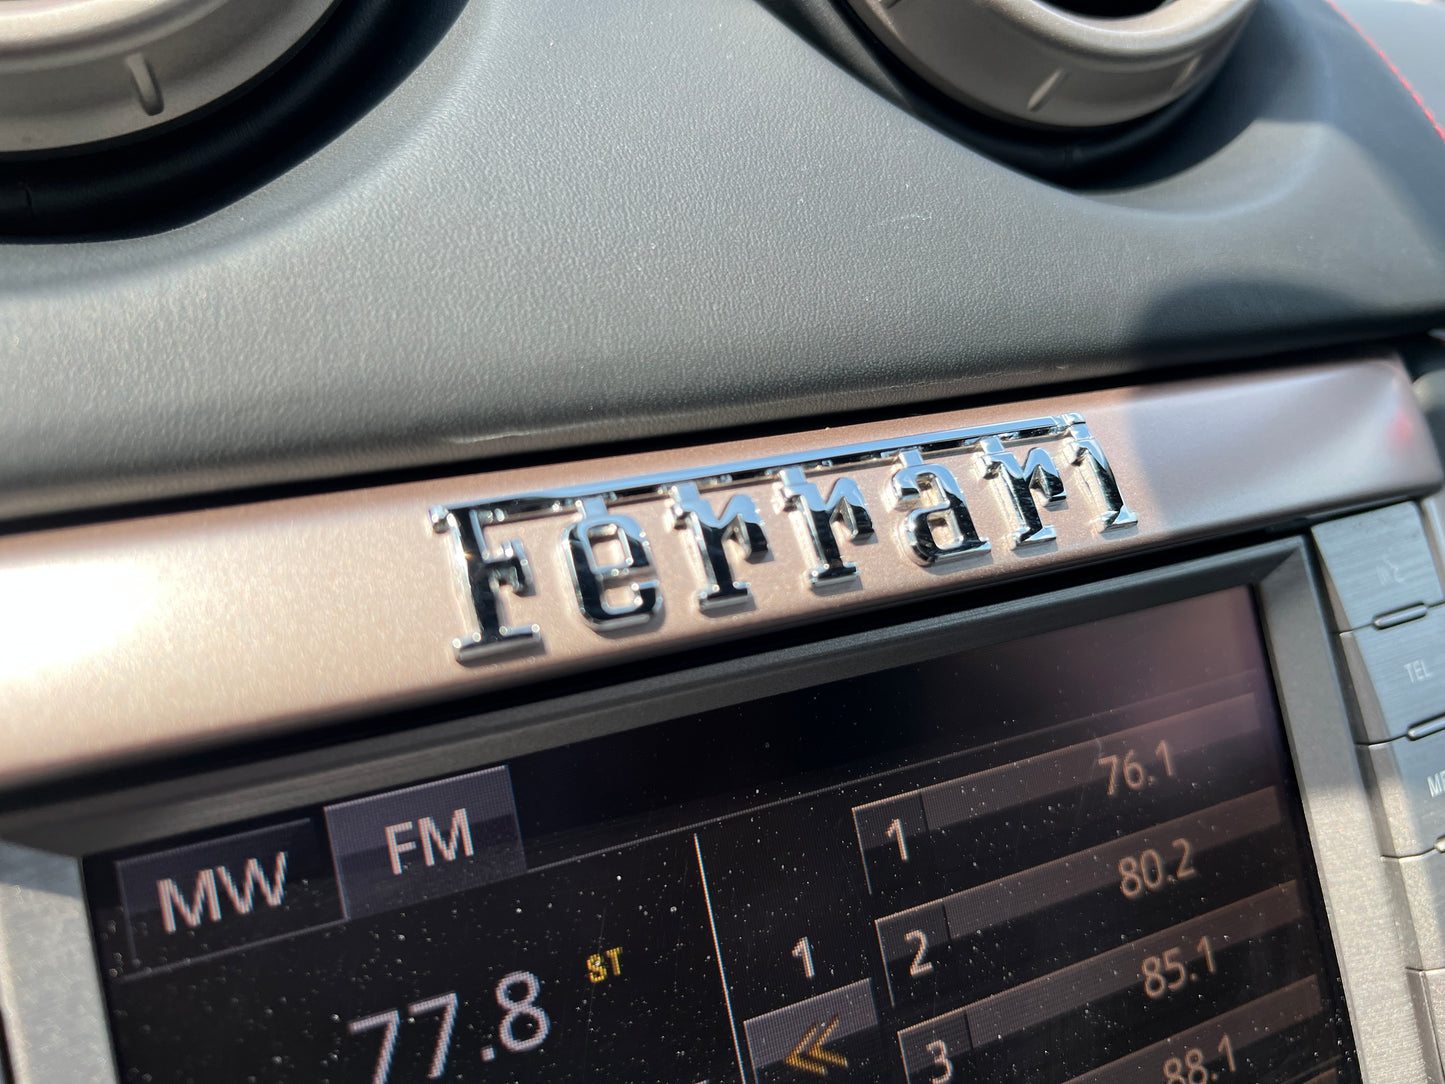 Ferrari
TEL
MW FM
1 76.1
2 80.2
77.8 ST
1
3 85.1
88.1